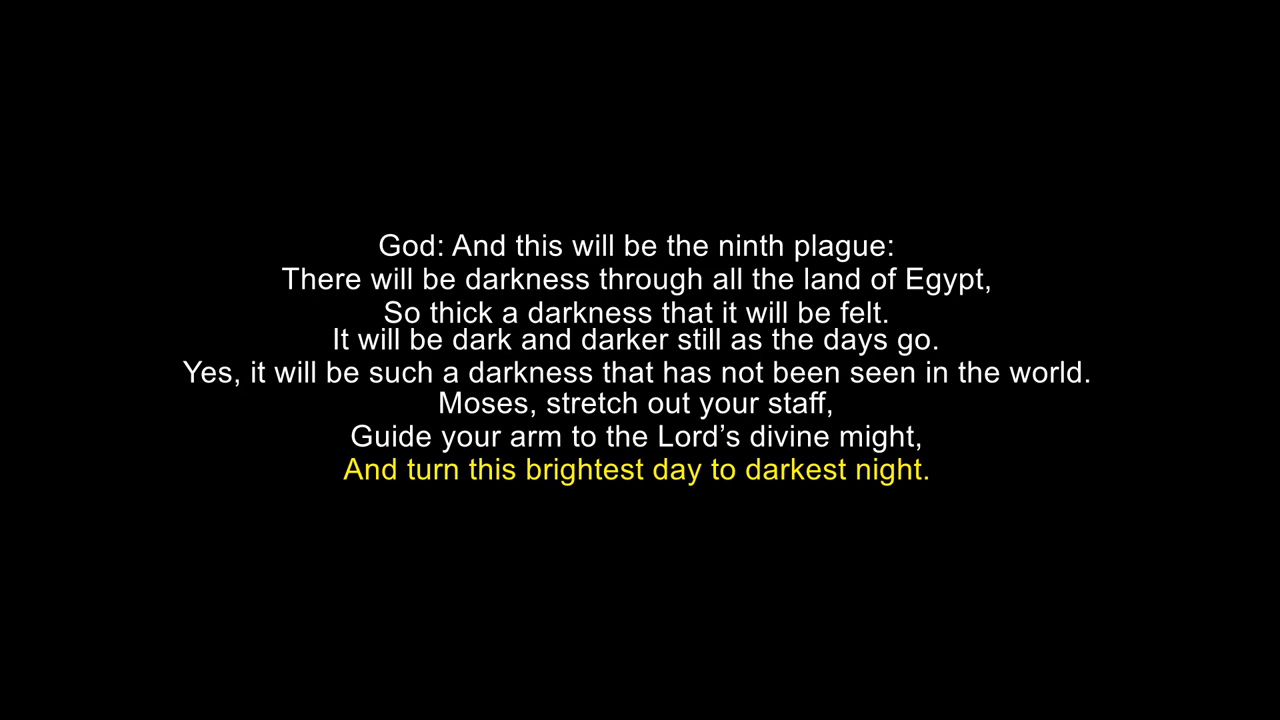 God: And this will be the ninth plague:
There will be darkness through all the land of Egypt,
So thick a darkness that it will be felt.
It will be dark and darker still as the days go.
Yes, it will be such a darkness that has not been seen in the world.
Moses, stretch out your staff,
Guide your arm to the Lord’s divine might,
And turn this brightest day to darkest night.